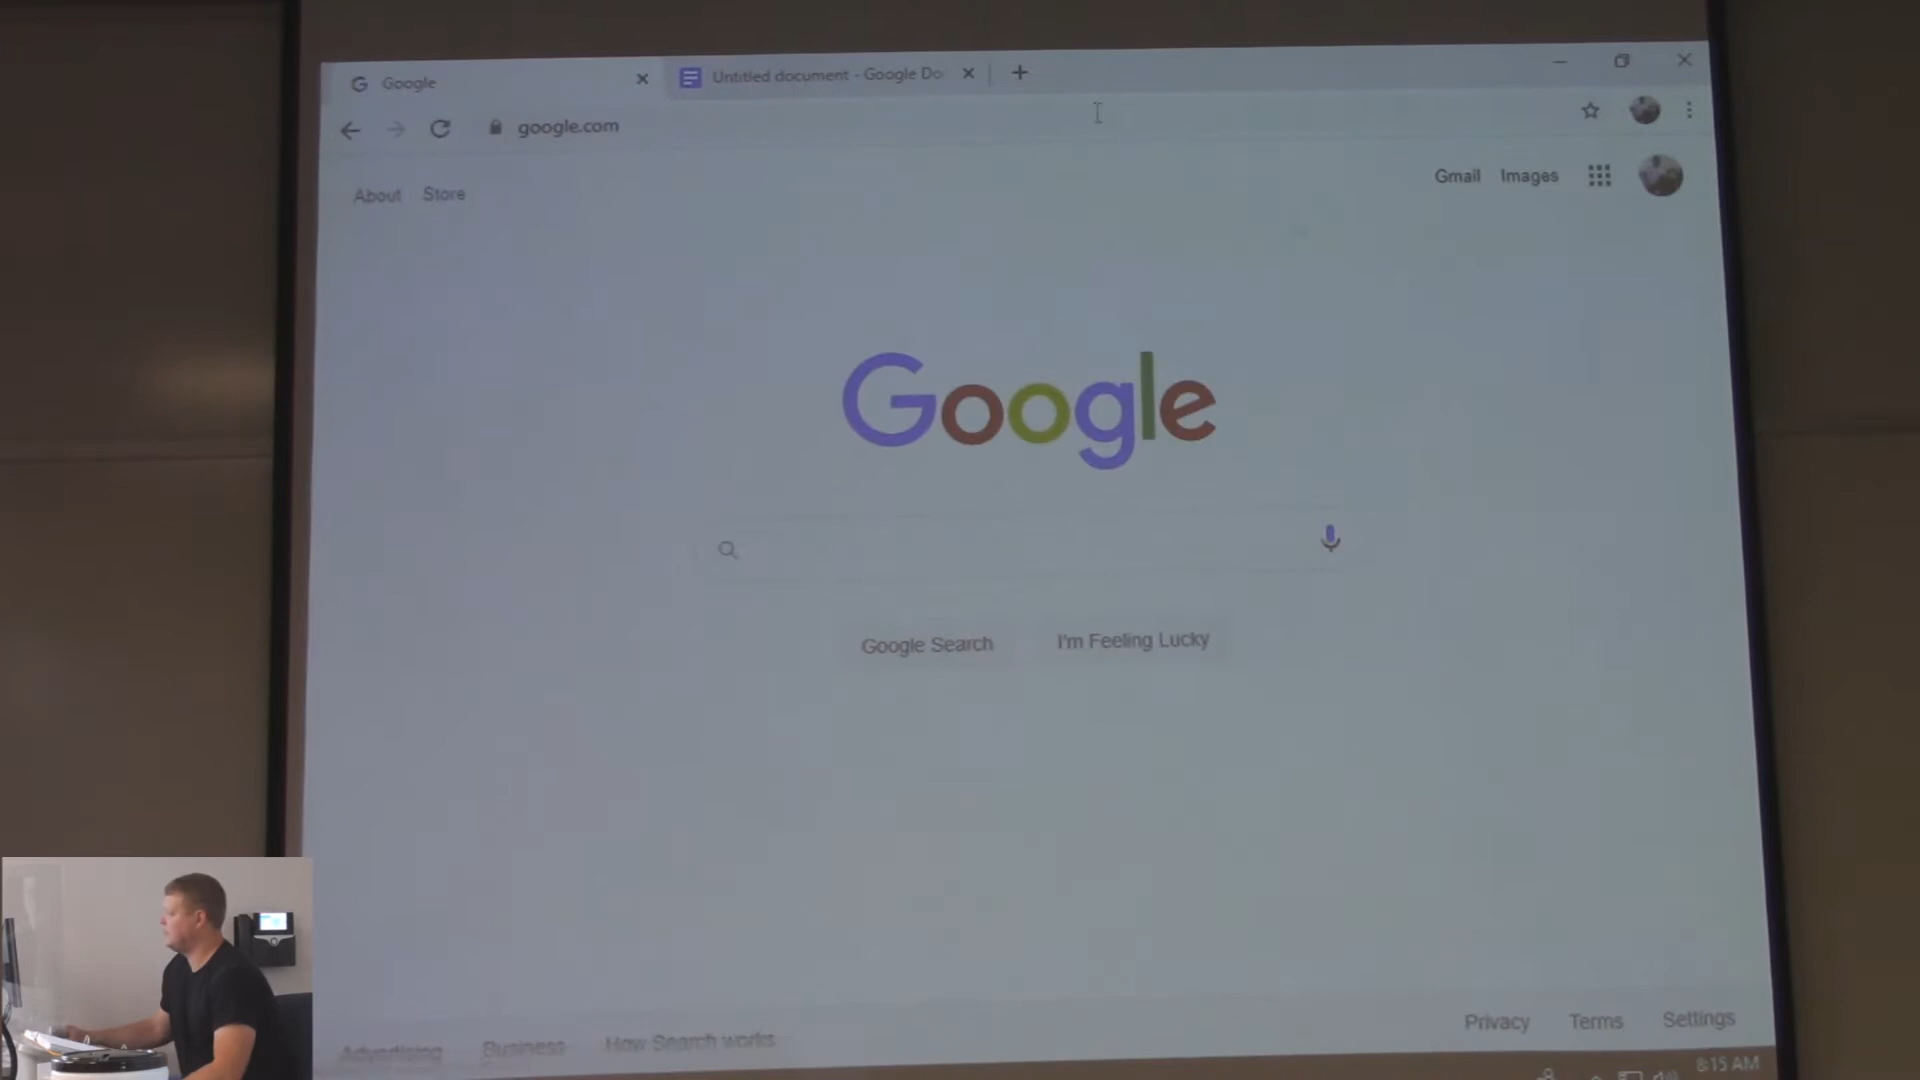 Google
Untitled document - Google Do
google.com
About Store
Gmail Images
Google
Google Search I'm Feeling Lucky
Advertising Business How Search works
Privacy Terms Settings
8:15 AM